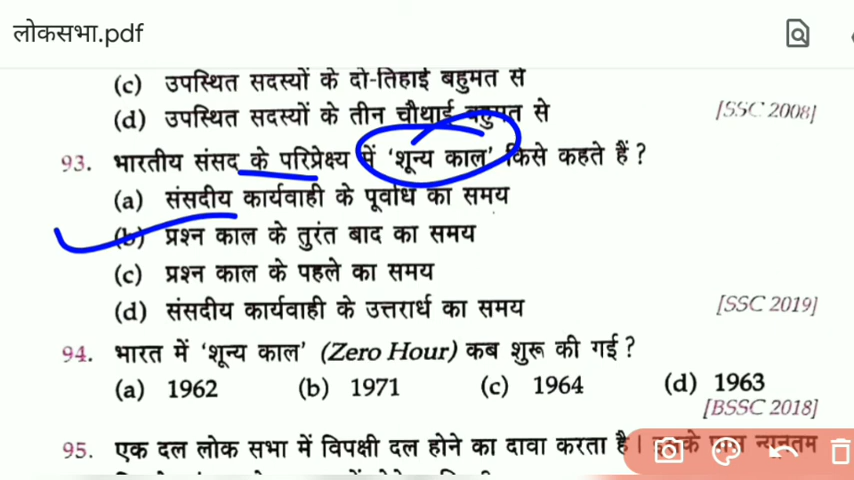 लोकसभा.pdf
(c) उपस्थित सदस्यों के दो-तिहाई बहुमत से
(d) उपस्थित सदस्यों के तीन चौथाई बहुमत से [SSC 2008]
93. भारतीय संसद के परिप्रेक्ष्य में ‘शून्य काल’ किसे कहते हैं ?
(a) संसदीय कार्यवाही के पूर्वाध का समय
(b) प्रश्न काल के तुरंत बाद का समय
(c) प्रश्न काल के पहले का समय
(d) संसदीय कार्यवाही के उत्तरार्ध का समय [SSC 2019]
94. भारत में ‘शून्य काल’ (Zero Hour) कब शुरू की गई ?
(a) 1962 (b) 1971 (c) 1964 (d) 1963
[BSSC 2018]
95. एक दल लोक सभा में विपक्षी दल होने का दावा करता है ।